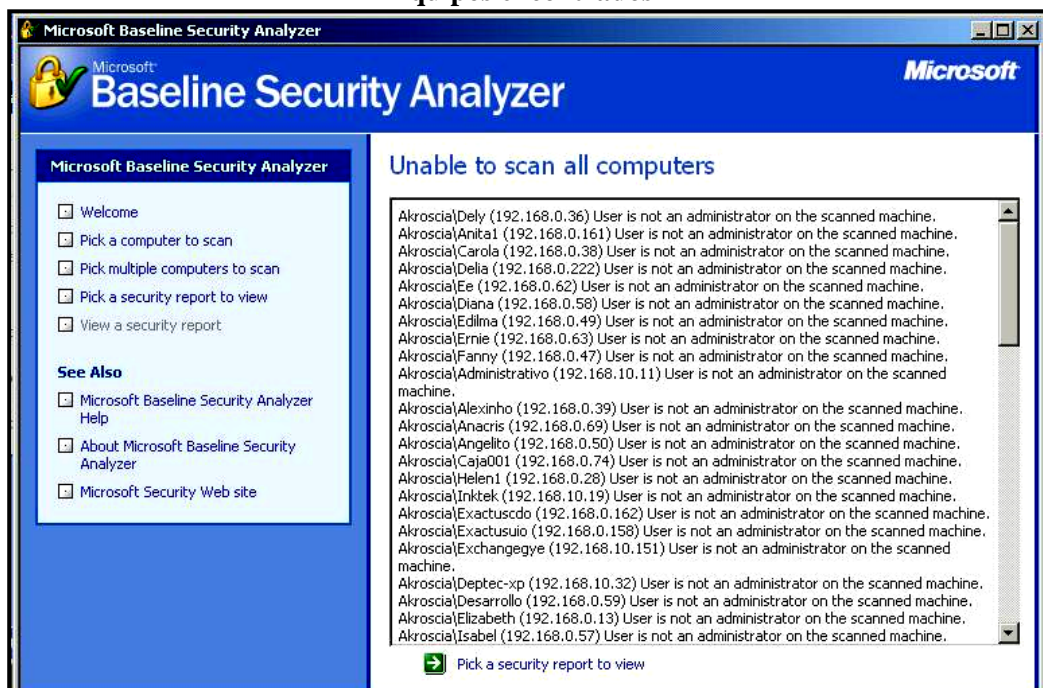 Microsoft Baseline Security Analyzer
Microsoft
Baseline Security Analyzer
Microsoft
Microsoft Baseline Security Analyzer
Welcome
Pick a computer to scan
Pick multiple computers to scan
Pick a security report to view
View a security report
See Also
Microsoft Baseline Security Analyzer
Help
About Microsoft Baseline Security
Analyzer
Microsoft Security Web site
Unable to scan all computers
Akroscia\Dely (192.168.0.36) User is not an administrator on the scanned machine.
Akroscia\Anita1 (192.168.0.161) User is not an administrator on the scanned machine.
Akroscia\Carola (192.168.0.38) User is not an administrator on the scanned machine.
Akroscia\Delia (192.168.0.222) User is not an administrator on the scanned machine.
Akroscia\Ee (192.168.0.62) User is not an administrator on the scanned machine.
Akroscia\Diana (192.168.0.58) User is not an administrator on the scanned machine.
Akroscia\Edilma (192.168.0.49) User is not an administrator on the scanned machine.
Akroscia\Ernie (192.168.0.63) User is not an administrator on the scanned machine.
Akroscia\Fanny (192.168.0.47) User is not an administrator on the scanned machine.
Akroscia\Administrativo (192.168.10.11) User is not an administrator on the scanned
machine.
Akroscia\Alexinho (192.168.0.39) User is not an administrator on the scanned machine.
Akroscia\Anacris (192.168.0.69) User is not an administrator on the scanned machine.
Akroscia\Angelito (192.168.0.50) User is not an administrator on the scanned machine.
Akroscia\Caja001 (192.168.0.74) User is not an administrator on the scanned machine.
Akroscia\Helen1 (192.168.0.28) User is not an administrator on the scanned machine.
Akroscia\Inktek (192.168.10.19) User is not an administrator on the scanned machine.
Akroscia\Exactuscdo (192.168.0.162) User is not an administrator on the scanned machine.
Akroscia\Exactusuio (192.168.0.158) User is not an administrator on the scanned machine.
Akroscia\Exchangegye (192.168.10.151) User is not an administrator on the scanned
machine.
Akroscia\Deptec-xp (192.168.10.32) User is not an administrator on the scanned machine.
Akroscia\Desarrollo (192.168.0.59) User is not an administrator on the scanned machine.
Akroscia\Elizabeth (192.168.0.13) User is not an administrator on the scanned machine.
Akroscia\Isabel (192.168.0.57) User is not an administrator on the scanned machine.
Pick a security report to view